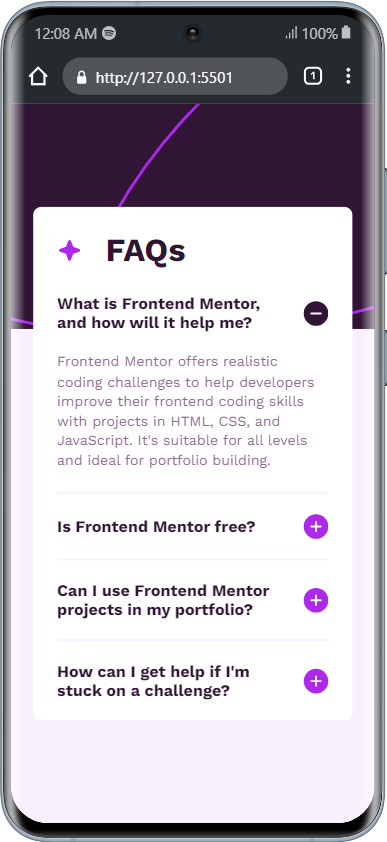 12:08 AM 100%
http://127.0.0.1:5501 1
FAQs
What is Frontend Mentor,
and how will it help me?
Frontend Mentor offers realistic
coding challenges to help developers
improve their frontend coding skills
with projects in HTML, CSS, and
JavaScript. It's suitable for all levels
and ideal for portfolio building.
Is Frontend Mentor free?
Can I use Frontend Mentor
projects in my portfolio?
How can I get help if I'm
stuck on a challenge?